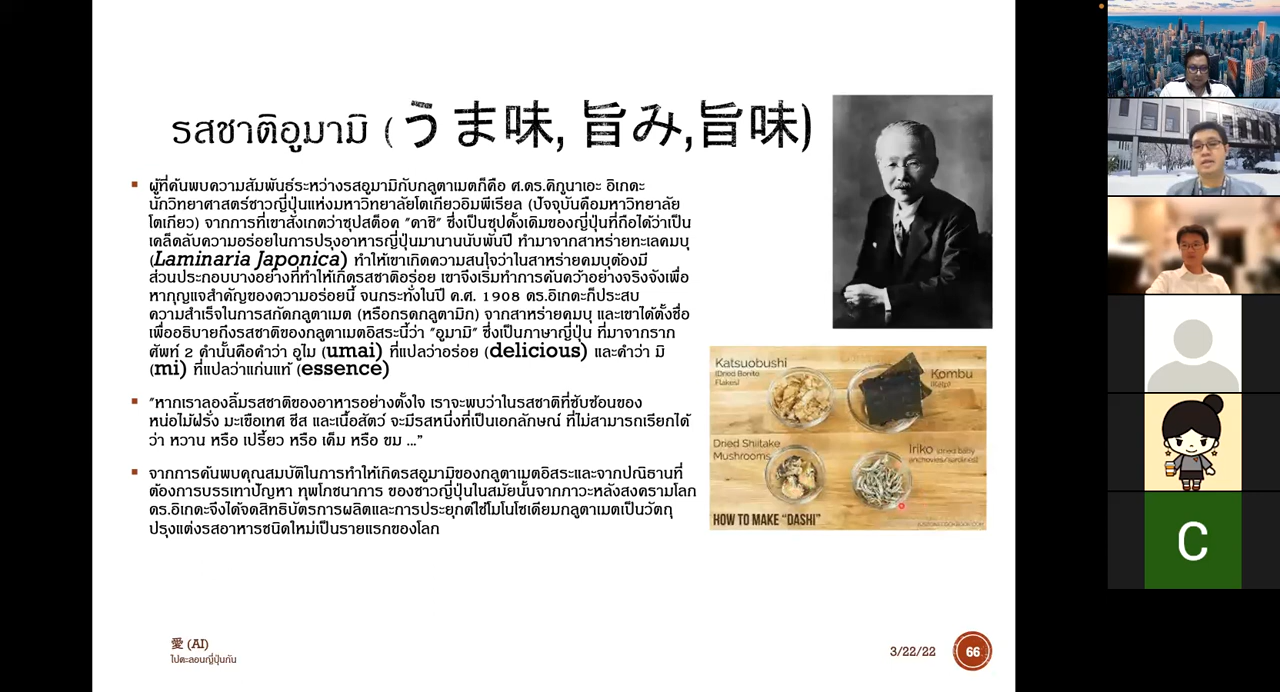 รสชาติอูมามิ (うま味, 旨み,旨味)
ผู้ที่ค้นพบความสัมพันธ์ระหว่างรสอูมามิกับกลูตาเมตก็คือ ศ.ดร.คิคุนาเอะ อิเคดะ
นักวิทยาศาสตร์ชาวญี่ปุ่นแห่งมหาวิทยาลัยโตเกียวอิมพีเรียล (ปัจจุบันคือมหาวิทยาลัย
โตเกียว) จากการที่เขาสังเกตว่าซุปสต็อค "ดาชิ" ซึ่งเป็นซุปดั้งเดิมของญี่ปุ่นที่ถือได้ว่าเป็น
เคล็ดลับความอร่อยในการปรุงอาหารญี่ปุ่นมานานนับพันปี ทำมาจากสาหร่ายทะเลคมบุ
(Laminaria Japonica) ทำให้เขาเกิดความสนใจว่าในสาหร่ายคมบุต้องมี
ส่วนประกอบบางอย่างที่ทำให้เกิดรสชาติอร่อย เขาจึงเริ่มทำการค้นคว้าอย่างจริงจังเพื่อ
หากุญแจสำคัญของความอร่อยนี้ จนกระทั่งในปี ค.ศ. 1908 ดร.อิเคดะก็ประสบ
ความสำเร็จในการสกัดกลูตาเมต (หรือกรดกลูตามิก) จากสาหร่ายคมบุ และเขาได้ตั้งชื่อ
เพื่ออธิบายถึงรสชาติของกลูตาเมตอิสระนี้ว่า "อูมามิ" ซึ่งเป็นภาษาญี่ปุ่น ที่มาจากราก
ศัพท์ 2 คำนั้นคือคำว่า อูไม (umai) ที่แปลว่าอร่อย (delicious) และคำว่า มิ
(mi) ที่แปลว่าแก่นแท้ (essence)
"หากเราลองลิ้มรสชาติของอาหารอย่างตั้งใจ เราจะพบว่าในรสชาติที่ซับซ้อนของ
หน่อไม้ฝรั่ง มะเขือเทศ ชีส และเนื้อสัตว์ จะมีรสหนึ่งที่เป็นเอกลักษณ์ ที่ไม่สามารถเรียกได้
ว่า หวาน หรือ เปรี้ยว หรือ เค็ม หรือ ขม ..."
จากการค้นพบคุณสมบัติในการทำให้เกิดรสอูมามิของกลูตาเมตอิสระและจากปณิธานที่
ต้องการบรรเทาปัญหา ทุพโภชนาการ ของชาวญี่ปุ่นในสมัยนั้นจากภาวะหลังสงครามโลก
ดร.อิเคดะจึงได้จดสิทธิบัตรการผลิตและการประยุกต์ใช้โมโนโซเดียมกลูตาเมตเป็นวัตถุ
ปรุงแต่งรสอาหารชนิดใหม่เป็นรายแรกของโลก
Katsuobushi
(Dried Bonito
Flakes)
Kombu
(Kelp)
Dried Shiitake
Mushrooms
Iriko (dried baby
anchovies/sardines)
HOW TO MAKE "DASHI"
愛 (AI)
ไปตะลอนญี่ปุ่นกัน
3/22/22
66
C